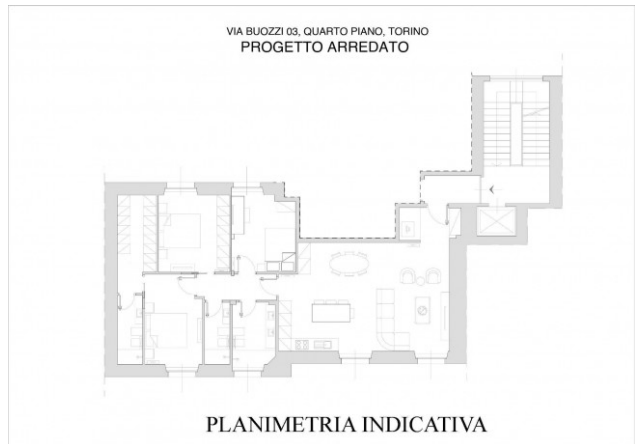 VIA BUOZZI 03, QUARTO PIANO, TORINO
PROGETTO ARREDATO
PLANIMETRIA INDICATIVA